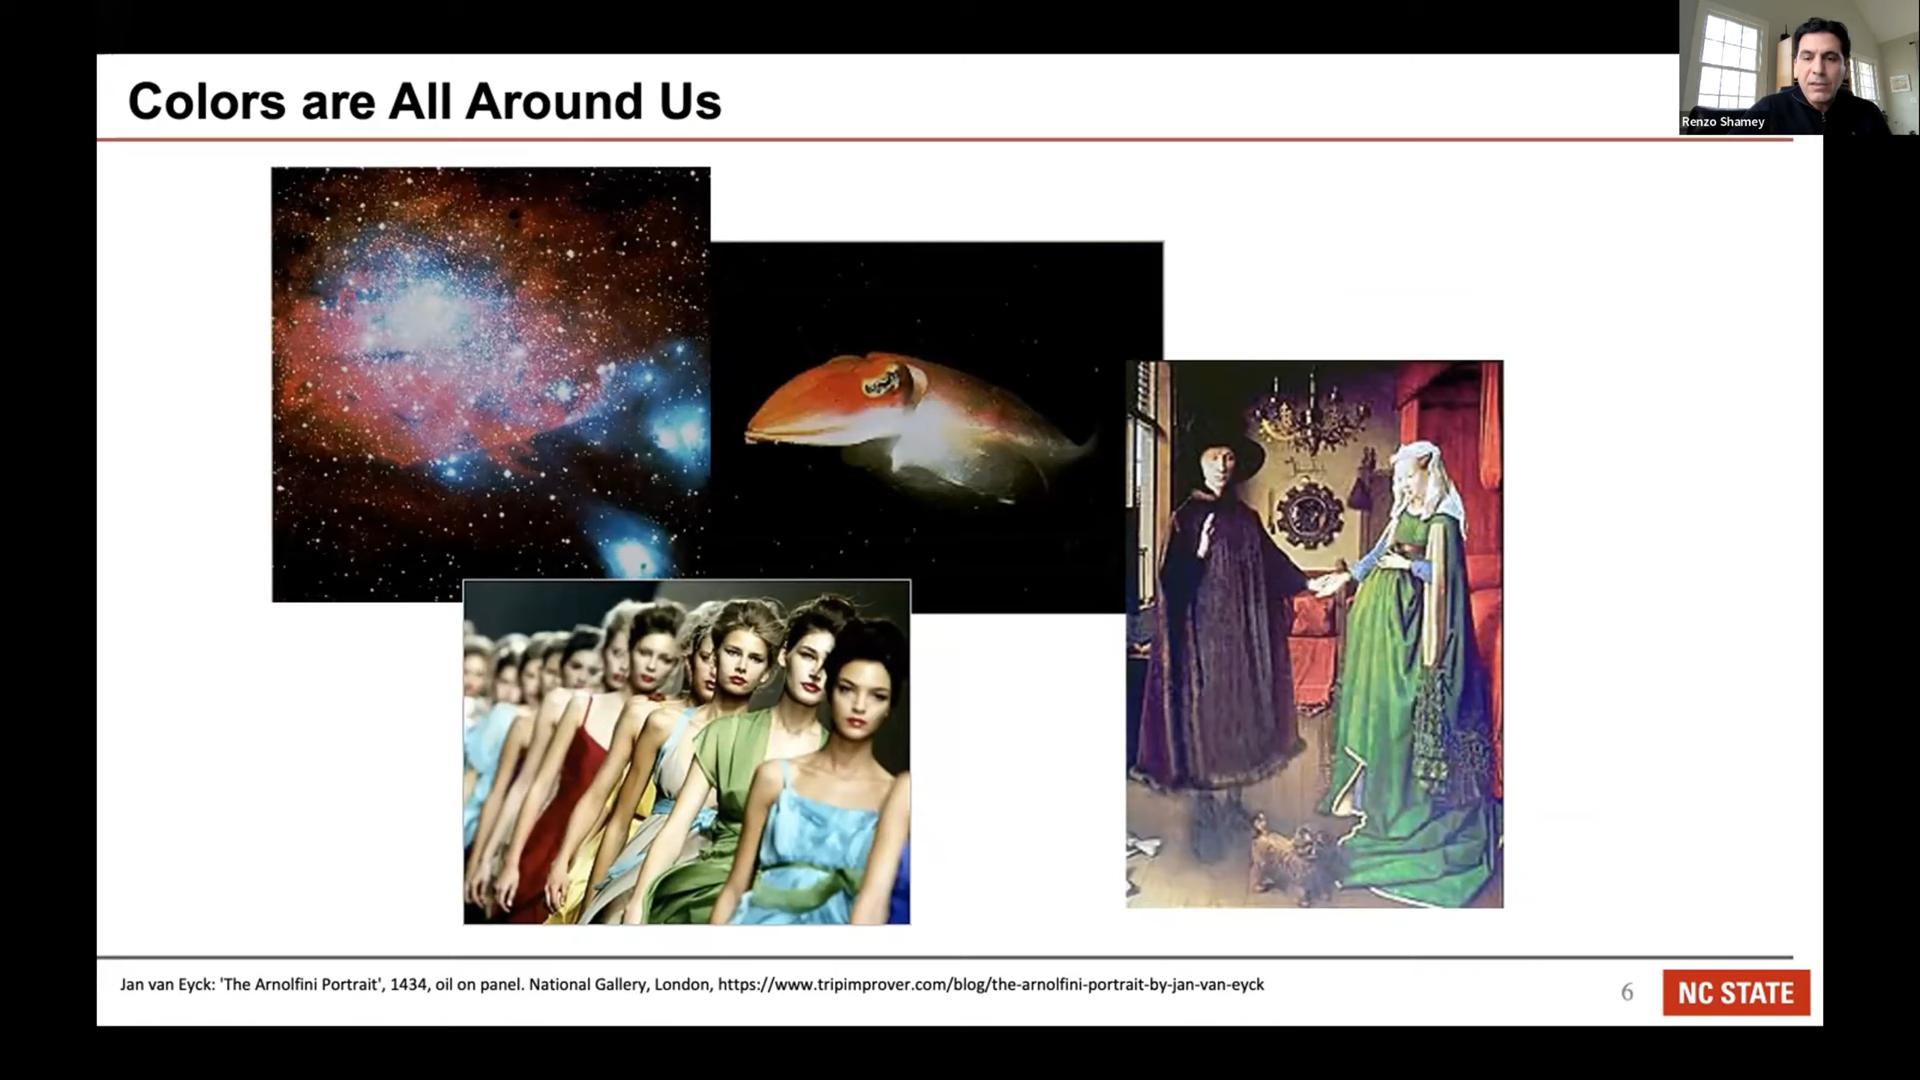 Colors are All Around Us
Renzo Shamey
Jan van Eyck: 'The Arnolfini Portrait', 1434, oil on panel. National Gallery, London, https://www.tripimprover.com/blog/the-arnolfini-portrait-by-jan-van-eyck
6
NC STATE